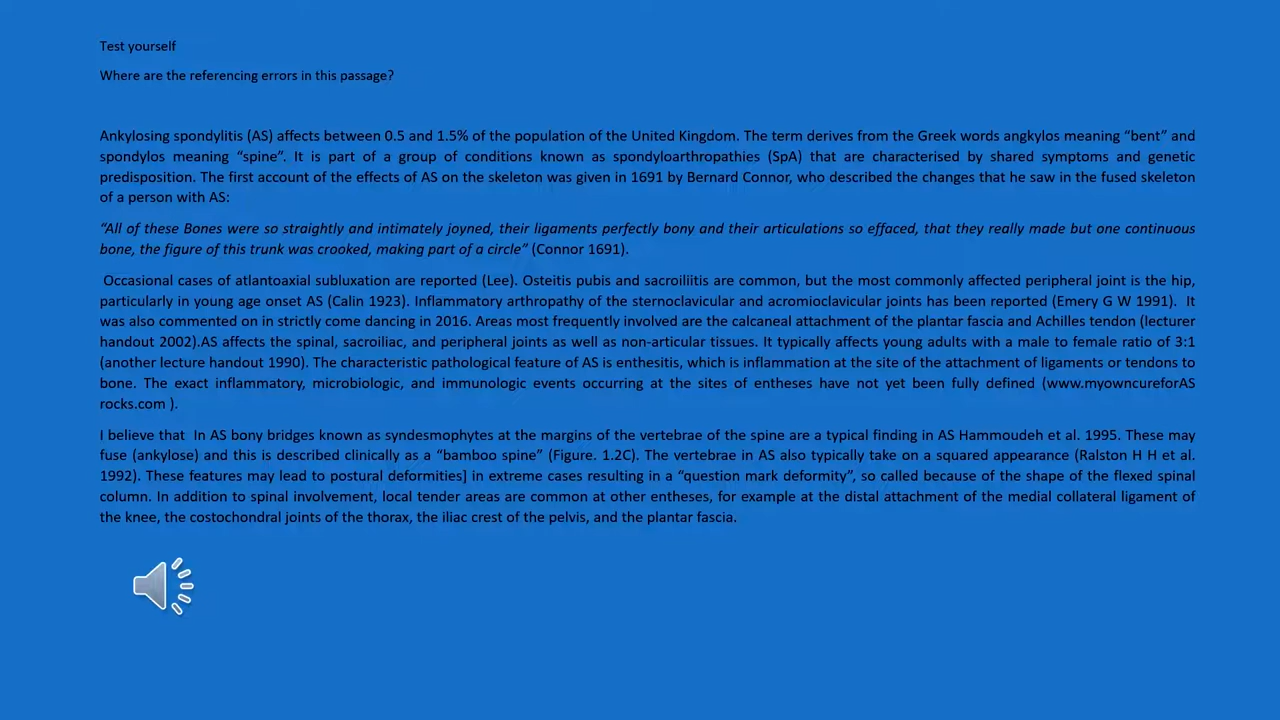 Test yourself
Where are the referencing errors in this passage?
Ankylosing spondylitis (AS) affects between 0.5 and 1.5% of the population of the United Kingdom. The term derives from the Greek words angkylos meaning “bent” and
spondylos meaning “spine”. It is part of a group of conditions known as spondyloarthropathies (SpA) that are characterised by shared symptoms and genetic
predisposition. The first account of the effects of AS on the skeleton was given in 1691 by Bernard Connor, who described the changes that he saw in the fused skeleton
of a person with AS:
“All of these Bones were so straightly and intimately joyned, their ligaments perfectly bony and their articulations so effaced, that they really made but one continuous
bone, the figure of this trunk was crooked, making part of a circle” (Connor 1691).
Occasional cases of atlantoaxial subluxation are reported (Lee). Osteitis pubis and sacroiliitis are common, but the most commonly affected peripheral joint is the hip,
particularly in young age onset AS (Calin 1923). Inflammatory arthropathy of the sternoclavicular and acromioclavicular joints has been reported (Emery G W 1991). It
was also commented on in strictly come dancing in 2016. Areas most frequently involved are the calcaneal attachment of the plantar fascia and Achilles tendon (lecturer
handout 2002).AS affects the spinal, sacroiliac, and peripheral joints as well as non-articular tissues. It typically affects young adults with a male to female ratio of 3:1
(another lecture handout 1990). The characteristic pathological feature of AS is enthesitis, which is inflammation at the site of the attachment of ligaments or tendons to
bone. The exact inflammatory, microbiologic, and immunologic events occurring at the sites of entheses have not yet been fully defined (www.myowncureforAS
rocks.com ).
I believe that In AS bony bridges known as syndesmophytes at the margins of the vertebrae of the spine are a typical finding in AS Hammoudeh et al. 1995. These may
fuse (ankylose) and this is described clinically as a “bamboo spine” (Figure. 1.2C). The vertebrae in AS also typically take on a squared appearance (Ralston H H et al.
1992). These features may lead to postural deformities] in extreme cases resulting in a “question mark deformity”, so called because of the shape of the flexed spinal
column. In addition to spinal involvement, local tender areas are common at other entheses, for example at the distal attachment of the medial collateral ligament of
the knee, the costochondral joints of the thorax, the iliac crest of the pelvis, and the plantar fascia.